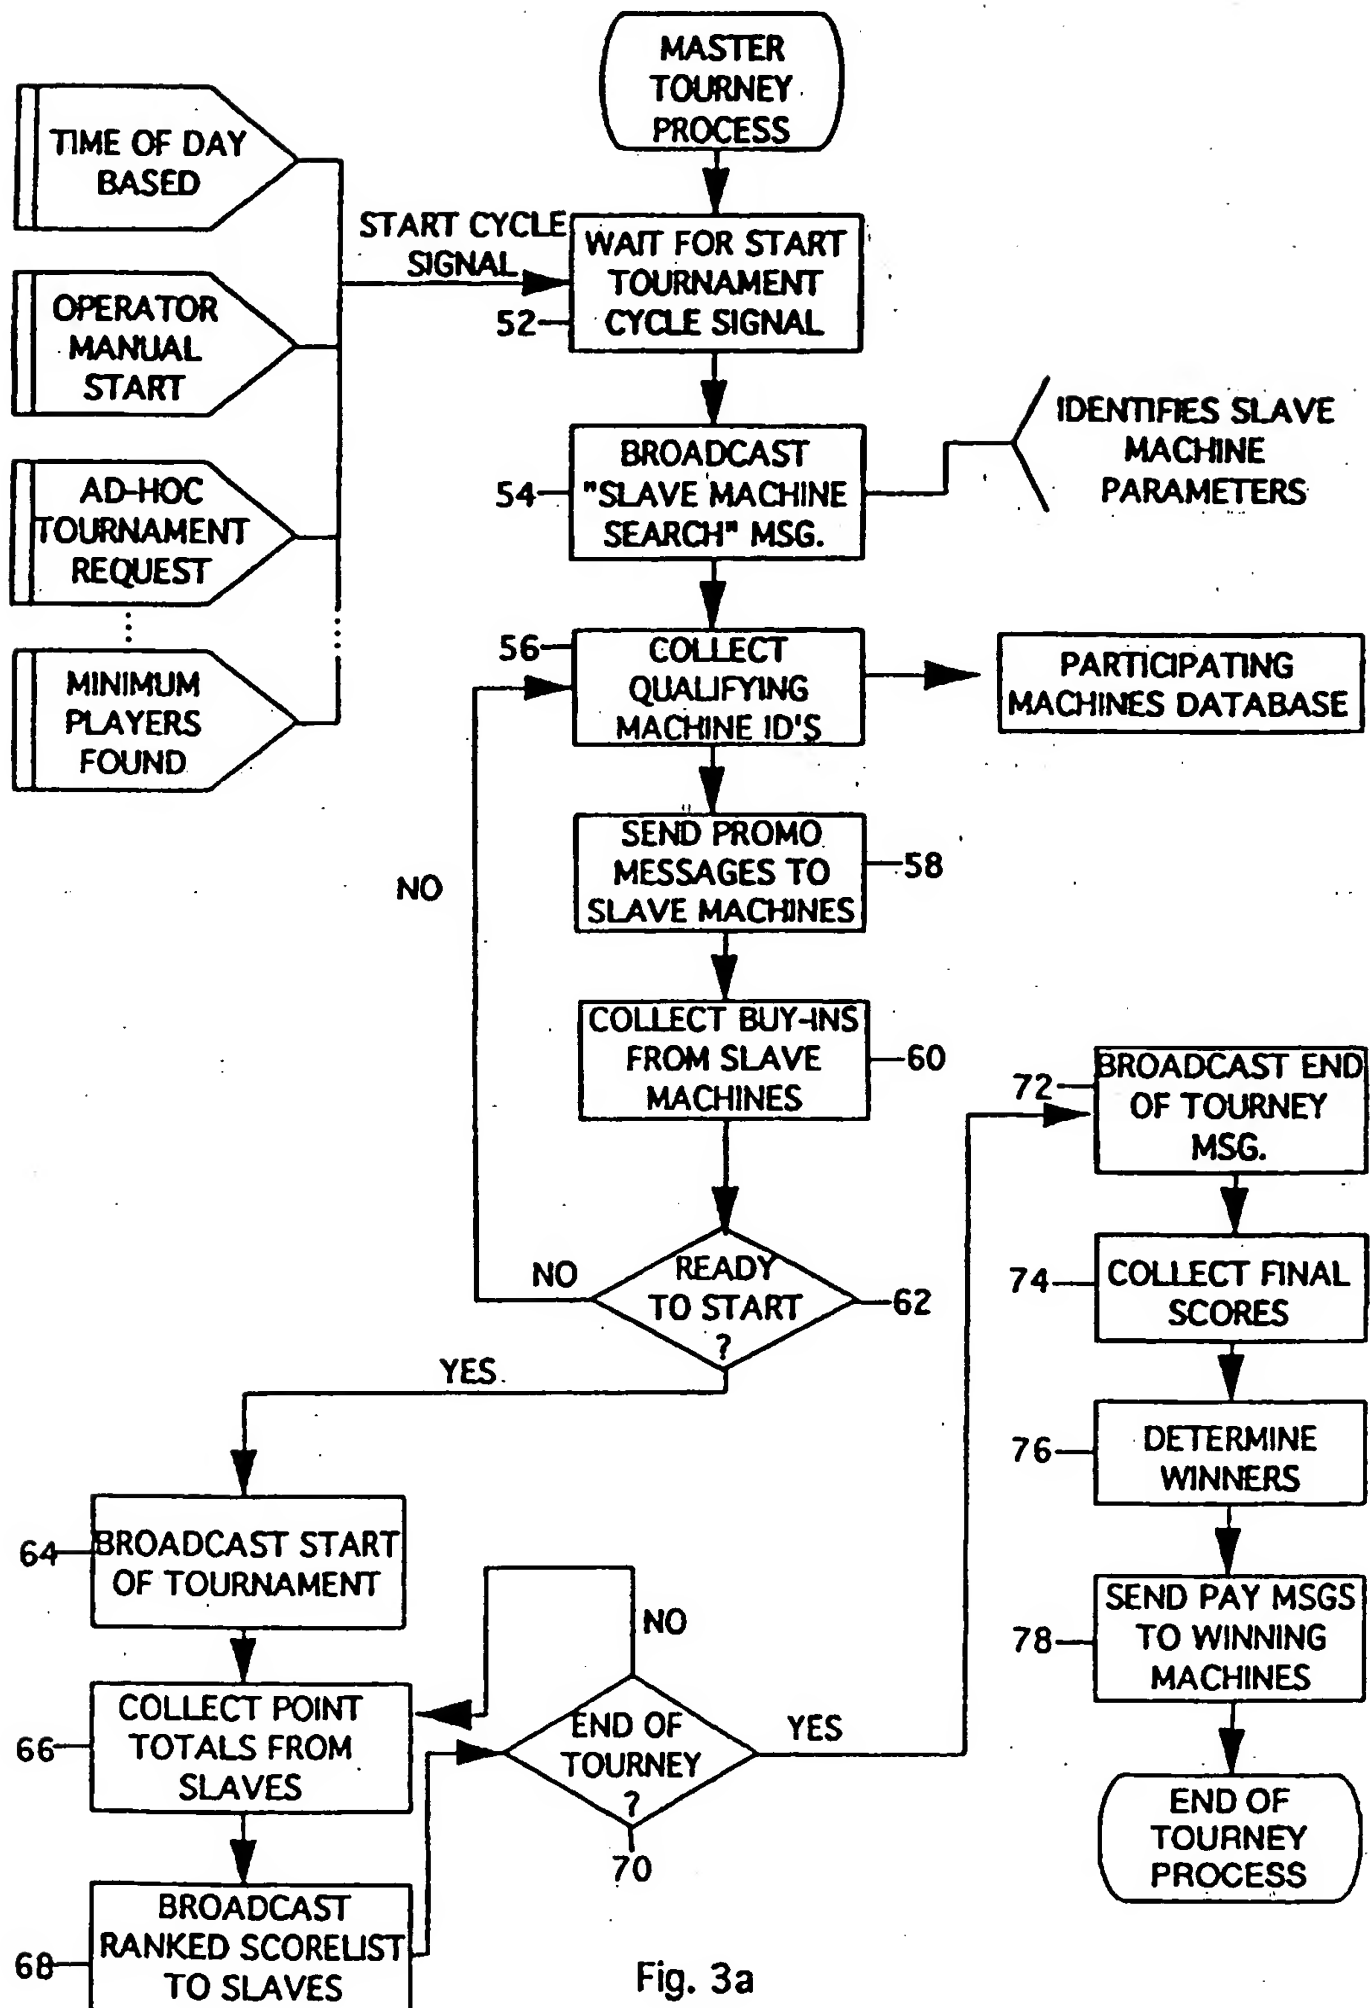 MASTER
TOURNEY
PROCESS
TIME OF DAY
BASED
START CYCLE
SIGNAL
WAIT FOR START
TOURNAMENT
CYCLE SIGNAL
52
OPERATOR
MANUAL
START
BROADCAST
"SLAVE MACHINE
SEARCH" MSG.
54
IDENTIFIES SLAVE
MACHINE
PARAMETERS
AD-HOC
TOURNAMENT
REQUEST
MINIMUM
PLAYERS
FOUND
56
COLLECT
QUALIFYING
MACHINE ID'S
PARTICIPATING
MACHINES DATABASE
SEND PROMO
MESSAGES TO
SLAVE MACHINES
58
NO
COLLECT BUY-INS
FROM SLAVE
MACHINES
60
READY
TO START
?
62
NO
YES
BROADCAST START
OF TOURNAMENT
64
COLLECT POINT
TOTALS FROM
SLAVES
66
BROADCAST
RANKED SCORELIST
TO SLAVES
68
NO
END OF
TOURNEY
?
70
YES
BROADCAST END
OF TOURNEY
MSG.
72
COLLECT FINAL
SCORES
74
DETERMINE
WINNERS
76
SEND PAY MSGS
TO WINNING
MACHINES
78
END OF
TOURNEY
PROCESS
Fig. 3a